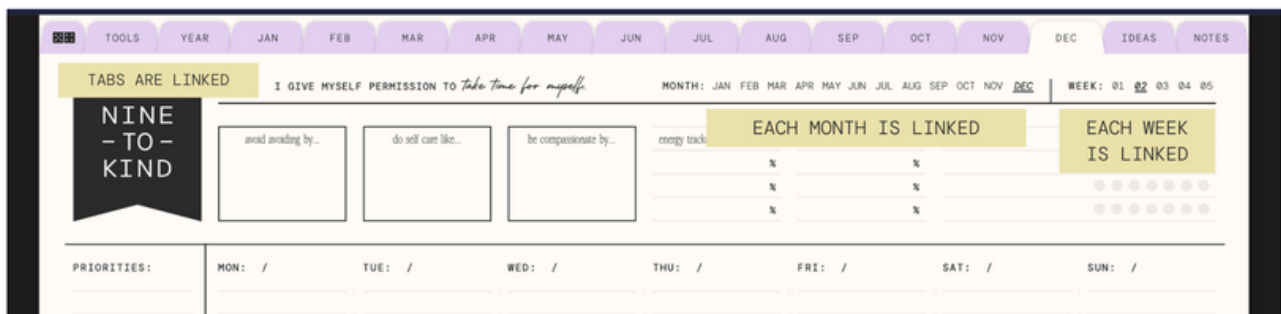 TOOLS YEAR JAN FEB MAR APR MAY JUN JUL AUG SEP OCT NOV DEC IDEAS NOTES
TABS ARE LINKED
I GIVE MYSELF PERMISSION TO take time for myself.
MONTH: JAN FEB MAR APR MAY JUN JUL AUG SEP OCT NOV DEC
WEEK: 01 02 03 04 05
NINE
-TO-
KIND
avoid avoiding by...
do self care like...
be compassionate by...
energy
EACH MONTH IS LINKED
EACH WEEK
IS LINKED
% %
% %
% %
PRIORITIES: MON: / TUE: / WED: / THU: / FRI: / SAT: / SUN: /